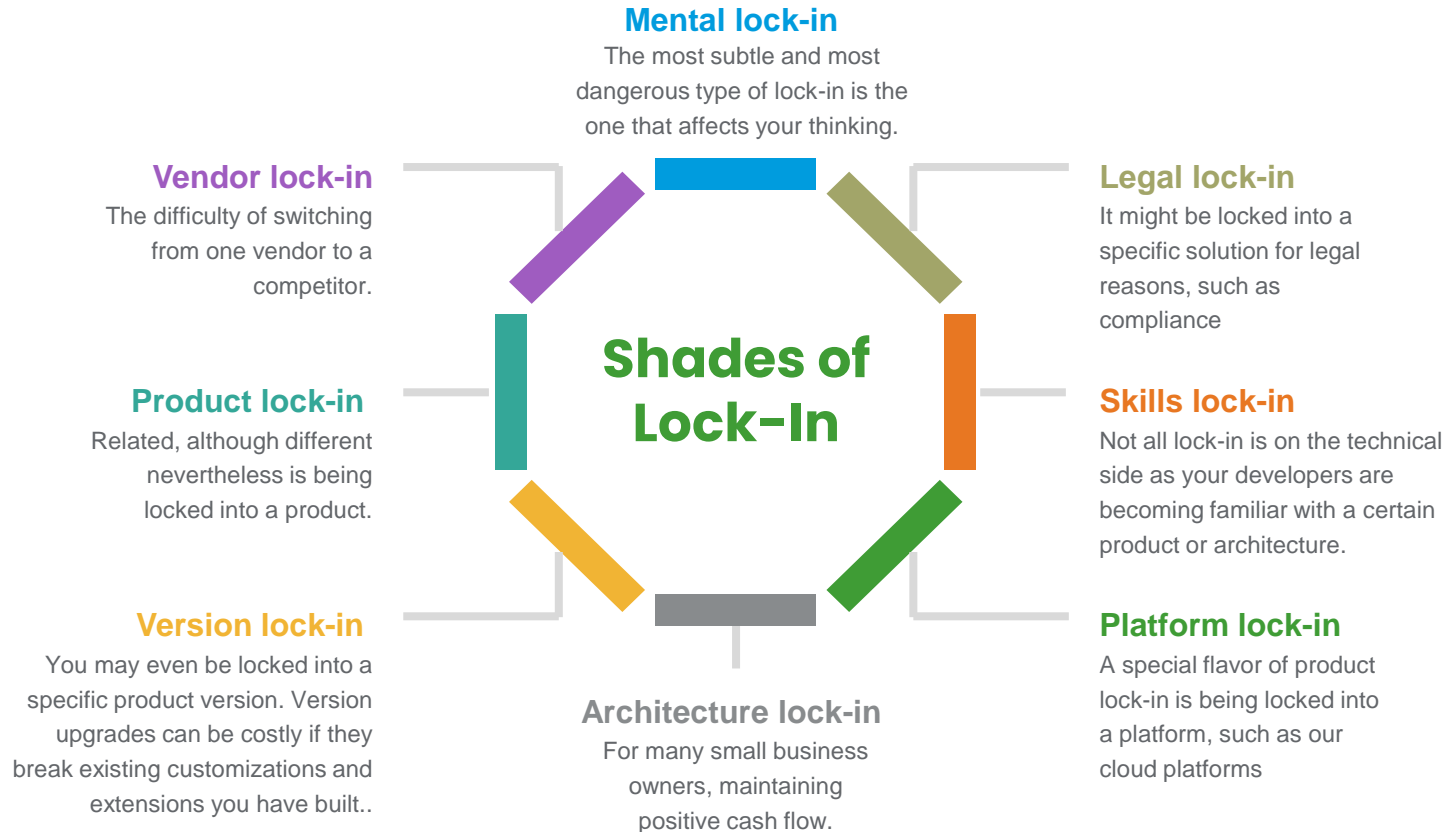 Mental lock-in
The most subtle and most
dangerous type of lock-in is the
one that affects your thinking.
Vendor lock-in
The difficulty of switching
from one vendor to a
competitor.
Legal lock-in
It might be locked into a
specific solution for legal
reasons, such as
compliance
Shades of
Lock-In
Product lock-in
Related, although different
nevertheless is being
locked into a product.
Skills lock-in
Not all lock-in is on the technical
side as your developers are
becoming familiar with a certain
product or architecture.
Version lock-in
You may even be locked into a
specific product version. Version
upgrades can be costly if they
break existing customizations and
extensions you have built..
Architecture lock-in
For many small business
owners, maintaining
positive cash flow.
Platform lock-in
A special flavor of product
lock-in is being locked into
a platform, such as our
cloud platforms